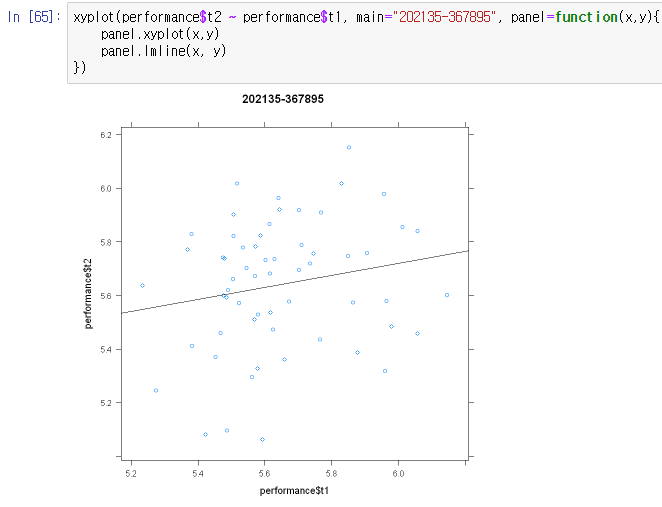 In [65]: xyplot(performance$t2 ~ performance$t1, main="202135-367895", panel=function(x,y){
panel.xyplot(x,y)
panel.lmline(x, y)
})
202135-367895
6.2
6.0
5.8
5.6
5.4
5.2
performance$t2
5.2 5.4 5.6 5.8 6.0
performance$t1